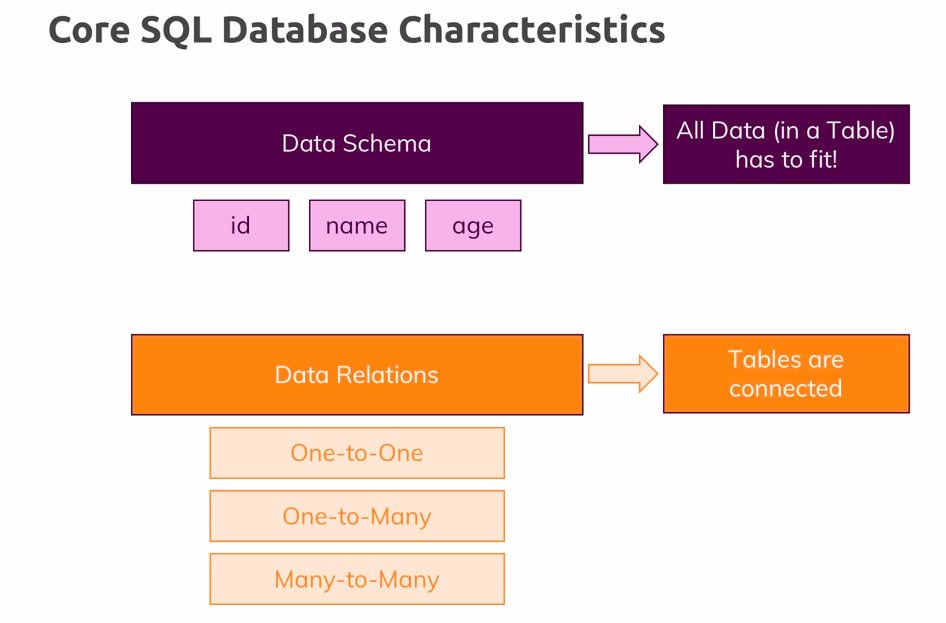 Core SQL Database Characteristics
Data Schema
All Data (in a Table)
has to fit!
id
name
age
Data Relations
Tables are
connected
One-to-One
One-to-Many
Many-to-Many